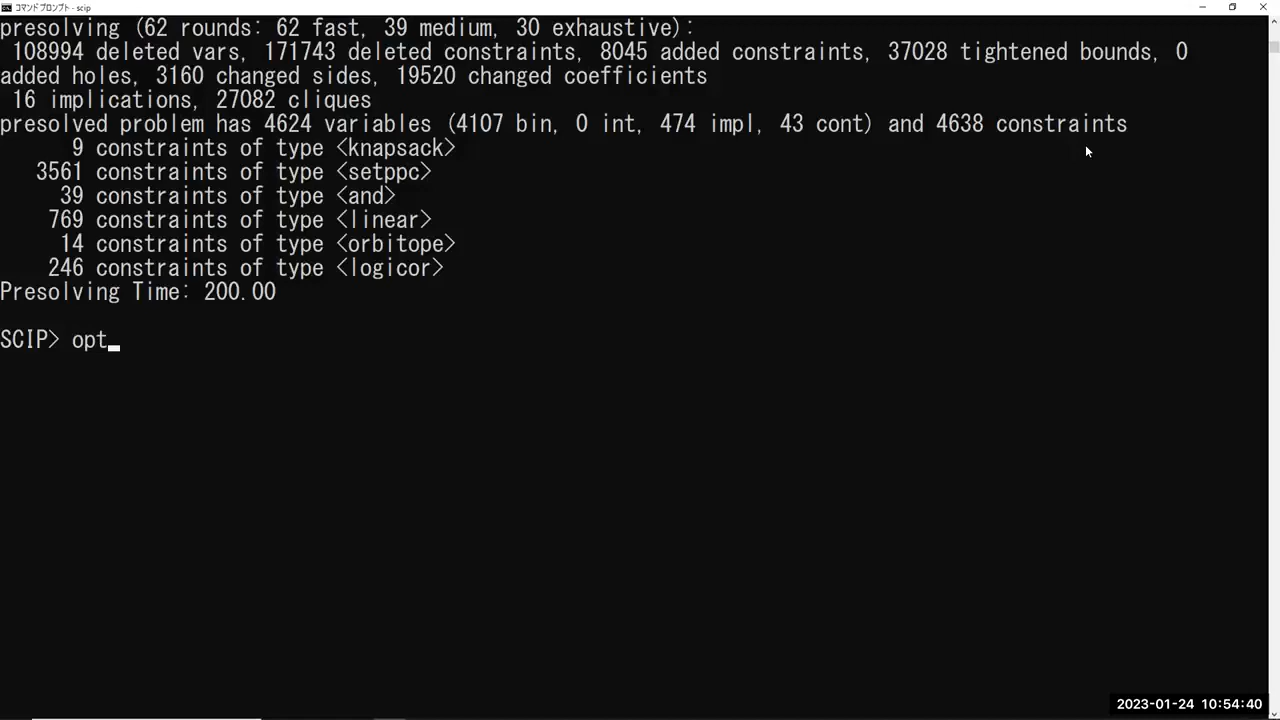 コマンド プロンプト - scip
presolving (62 rounds: 62 fast, 39 medium, 30 exhaustive):
 108994 deleted vars, 171743 deleted constraints, 8045 added constraints, 37028 tightened bounds, 0
added holes, 3160 changed sides, 19520 changed coefficients
 16 implications, 27082 cliques
presolved problem has 4624 variables (4107 bin, 0 int, 474 impl, 43 cont) and 4638 constraints
      9 constraints of type <knapsack>
   3561 constraints of type <setppc>
     39 constraints of type <and>
    769 constraints of type <linear>
     14 constraints of type <orbitope>
    246 constraints of type <logicor>
Presolving Time: 200.00
SCIP> opt
2023-01-24 10:54:40